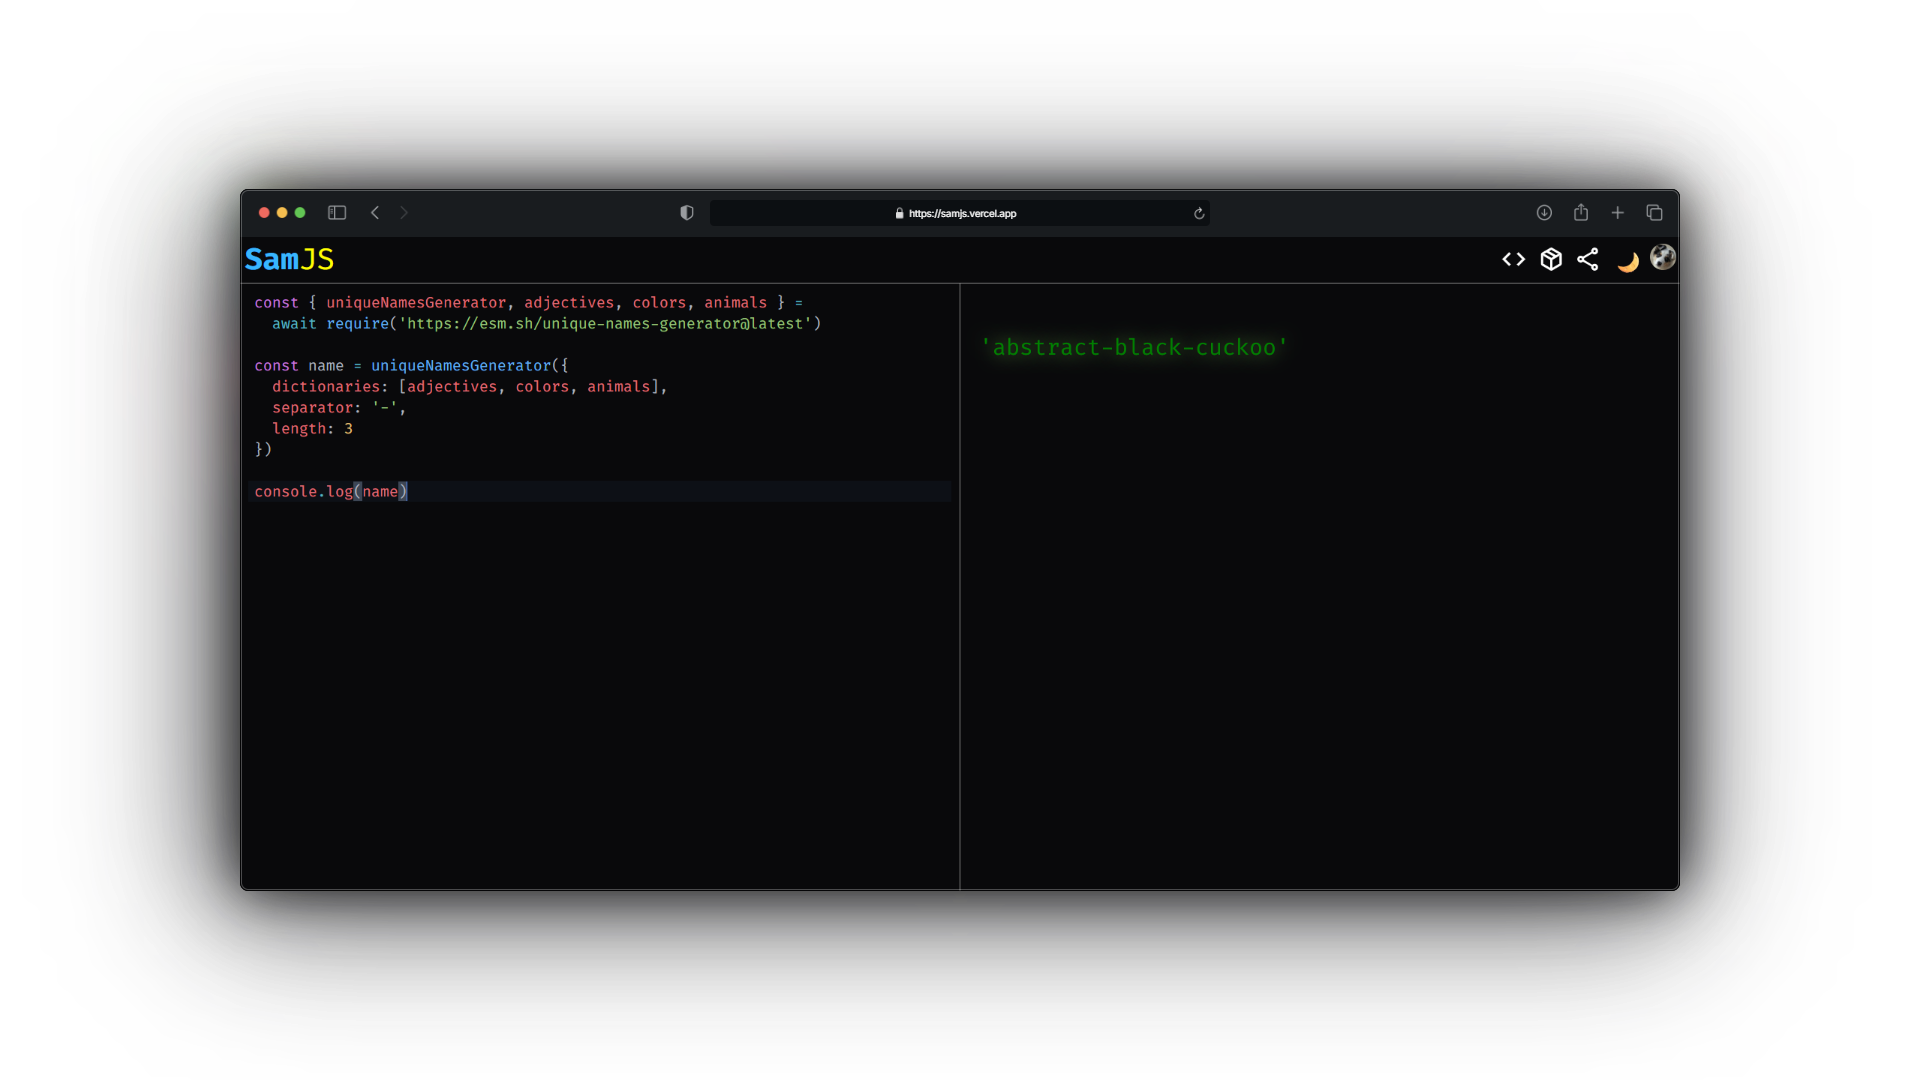 https://samjs.vercel.app
SamJS
const { uniqueNamesGenerator, adjectives, colors, animals } =
  await require('https://esm.sh/unique-names-generator@latest')
const name = uniqueNamesGenerator({
  dictionaries: [adjectives, colors, animals],
  separator: '-',
  length: 3
})
console.log(name)
'abstract-black-cuckoo'